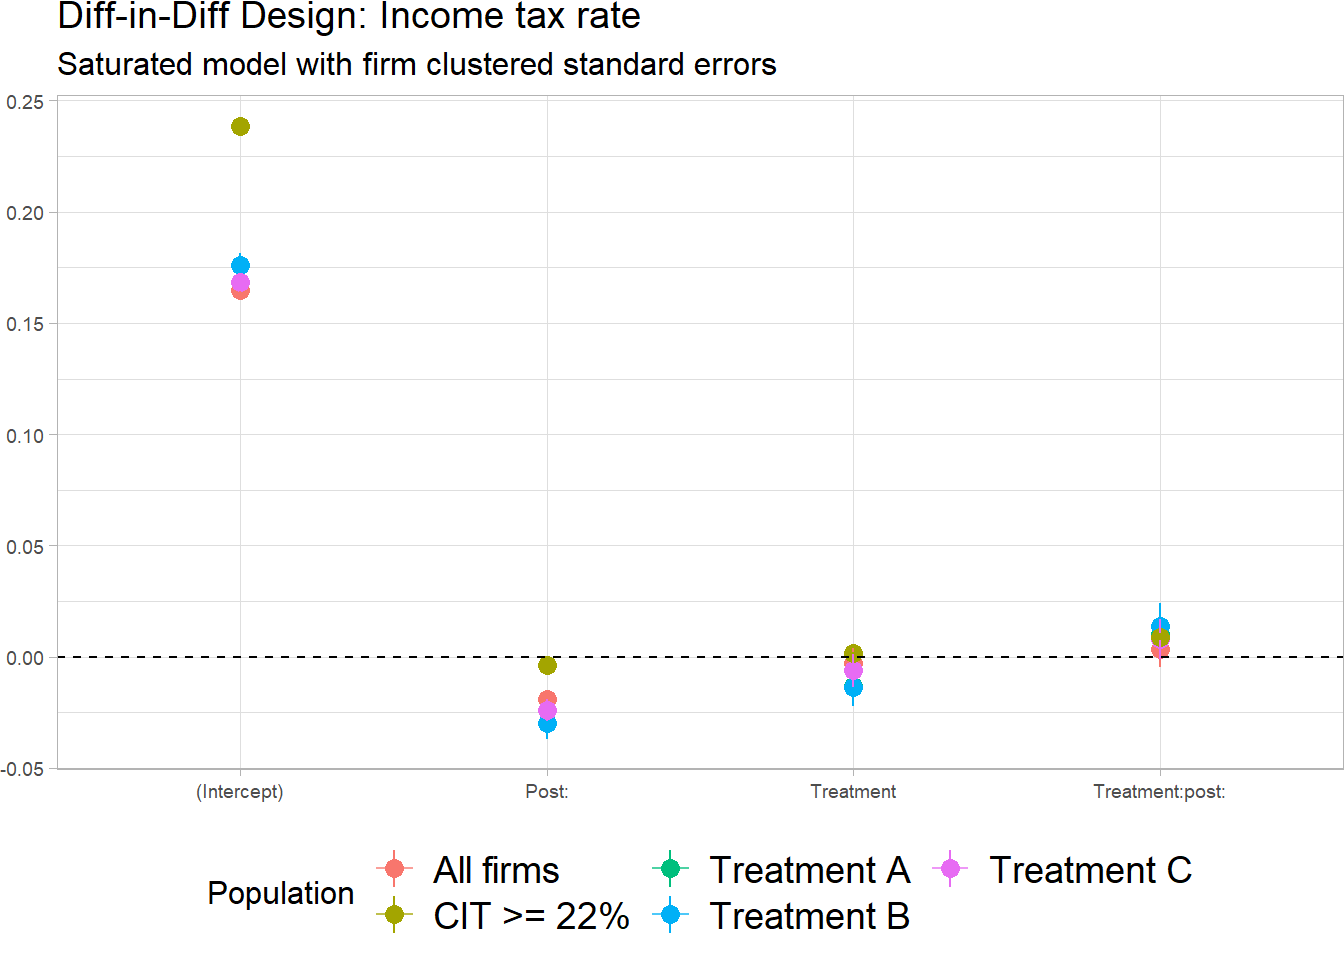 Diff-in-Diff Design: Income tax rate
Saturated model with firm clustered standard errors
0.25
0.20
0.15
0.10
0.05
0.00
-0.05
(Intercept) Post: Treatment Treatment:post:
Population
All firms Treatment A Treatment C
CIT >= 22% Treatment B